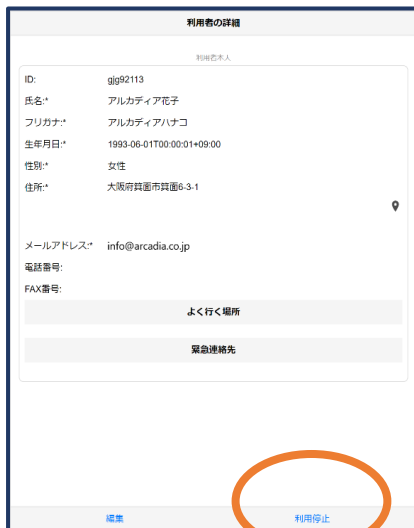 利用者の詳細
利用者本人
ID: gjg92113
氏名:* アルカディア花子
フリガナ:* アルカディアハナコ
生年月日:* 1993-06-01T00:00:01+09:00
性別:* 女性
住所:* 大阪府箕面市箕面6-3-1
メールアドレス:* info@arcadia.co.jp
電話番号:
FAX番号:
よく行く場所
緊急連絡先
編集 利用停止